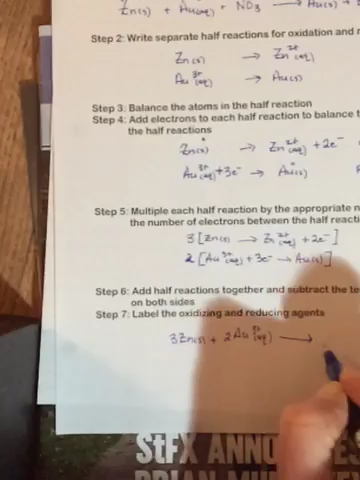 Zn(s) + Au(aq) + NO3 → Au(s) +
Step 2: Write separate half reactions for oxidation and
Zn(s) → Zn²⁺(aq)
Au³⁺(aq) → Au(s)
Step 3: Balance the atoms in the half reaction
Step 4: Add electrons to each half reaction to balance
the half reactions
Zn(s) → Zn²⁺(aq) + 2e⁻
Au³⁺(aq) + 3e⁻ → Au(s)
Step 5: Multiple each half reaction by the appropriate
the number of electrons between the half
3[Zn(s) → Zn²⁺(aq) + 2e⁻]
2[Au³⁺(aq) + 3e⁻ → Au(s)]
Step 6: Add half reactions together and subtract the
on both sides
Step 7: Label the oxidizing and reducing agents
3Zn(s) + 2Au³⁺(aq) →
StFX